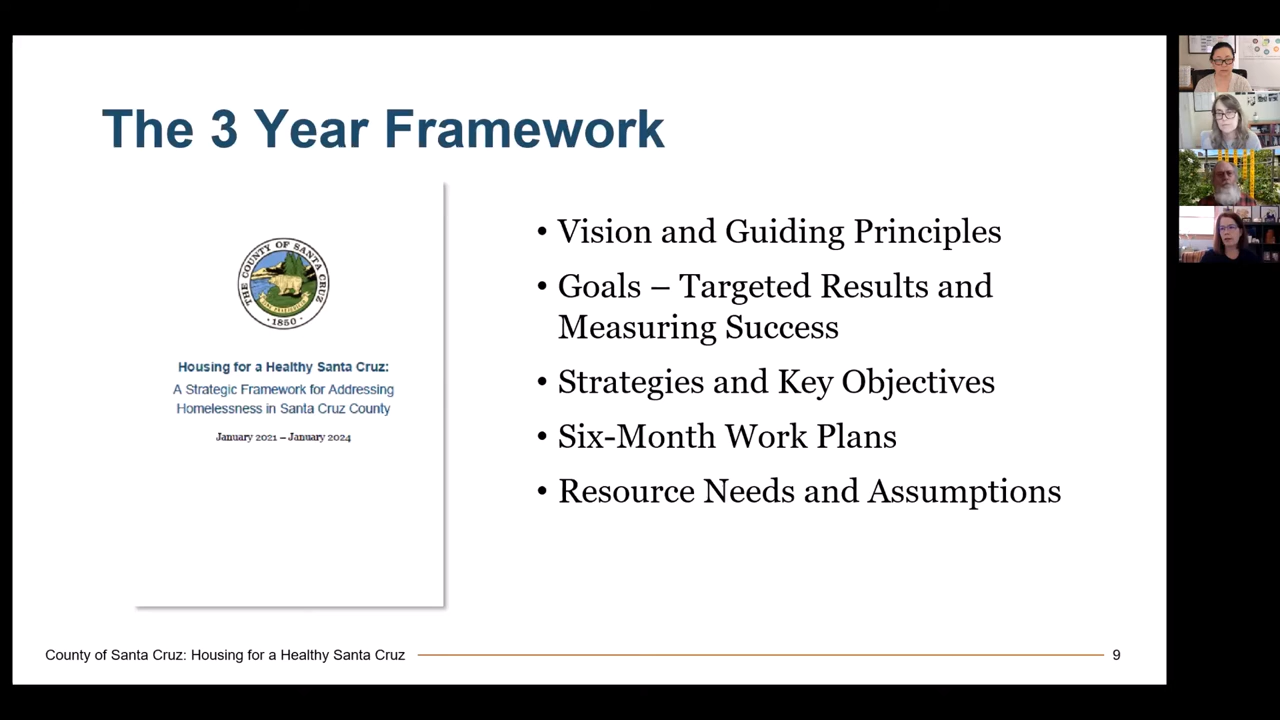 The 3 Year Framework
THE COUNTY OF SANTA CRUZ
1850
Housing for a Healthy Santa Cruz:
A Strategic Framework for Addressing
Homelessness in Santa Cruz County
January 2021 – January 2024
• Vision and Guiding Principles
• Goals – Targeted Results and
Measuring Success
• Strategies and Key Objectives
• Six-Month Work Plans
• Resource Needs and Assumptions
County of Santa Cruz: Housing for a Healthy Santa Cruz
9